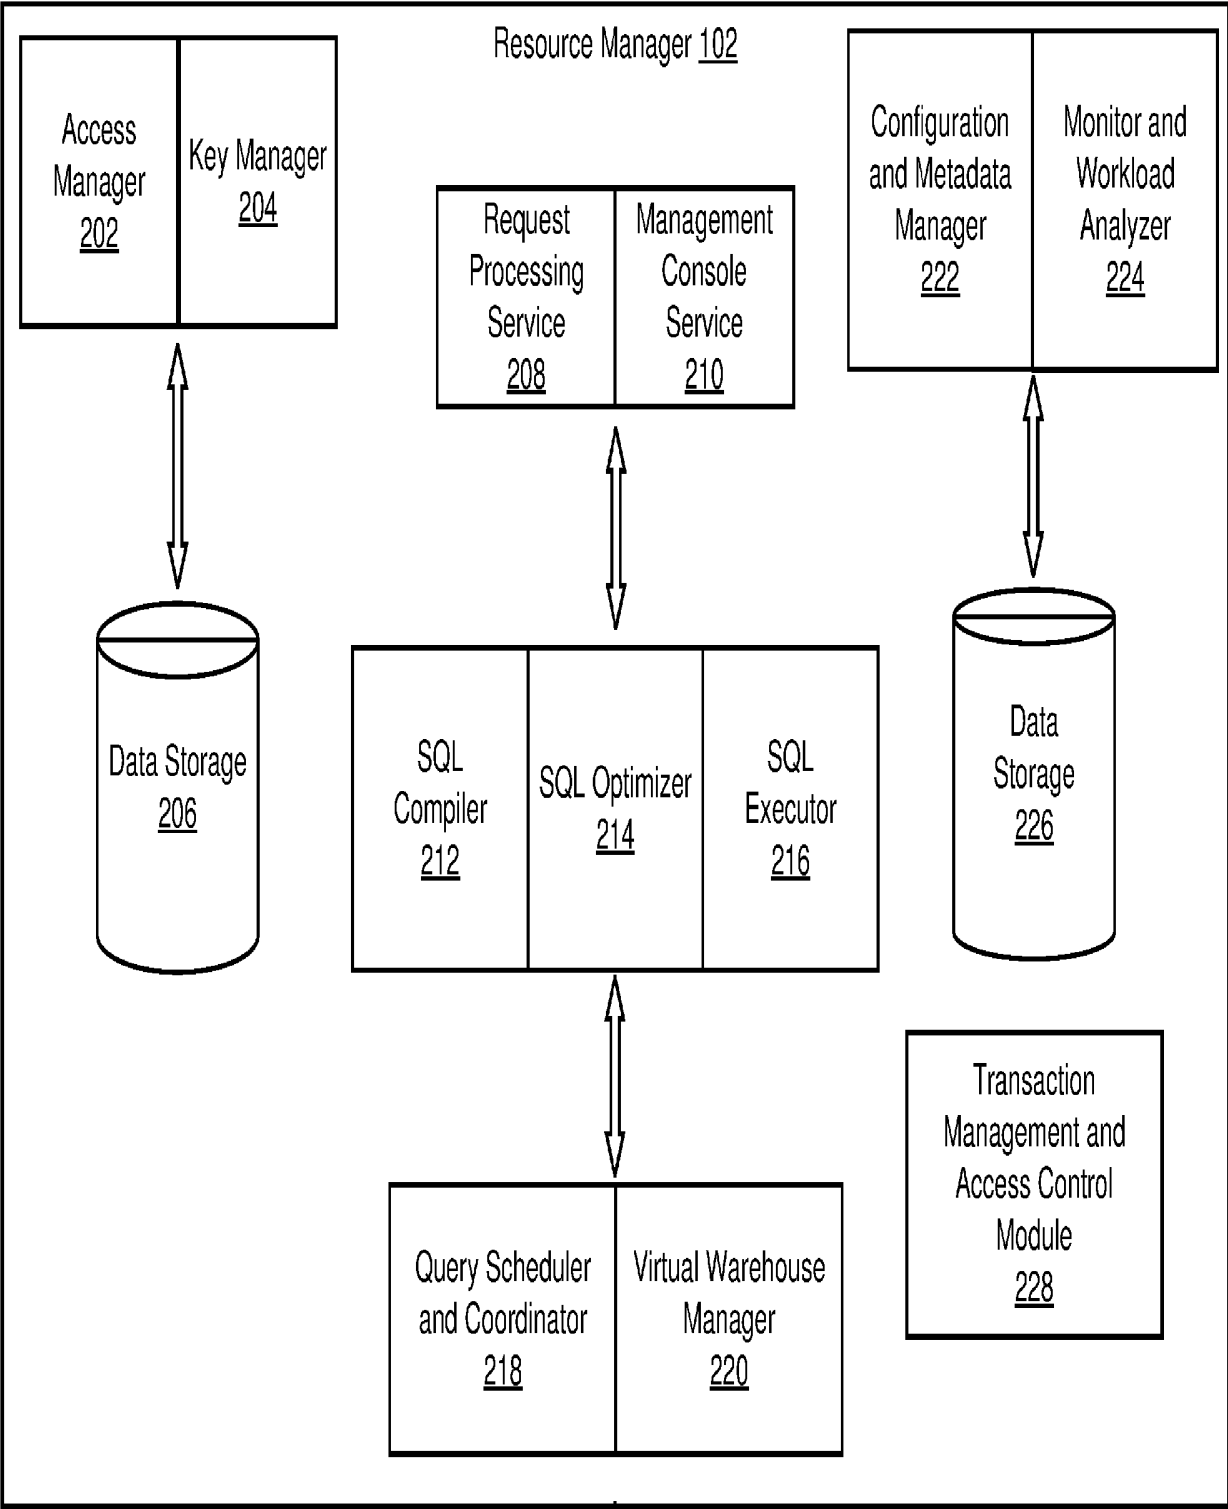 Resource Manager 102
Access
Manager
202
Key Manager
204
Request
Processing
Service
208
Management
Console
Service
210
Configuration
and Metadata
Manager
222
Monitor and
Workload
Analyzer
224
Data Storage
206
SQL
Compiler
212
SQL Optimizer
214
SQL
Executor
216
Data
Storage
226
Query Scheduler
and Coordinator
218
Virtual Warehouse
Manager
220
Transaction
Management and
Access Control
Module
228